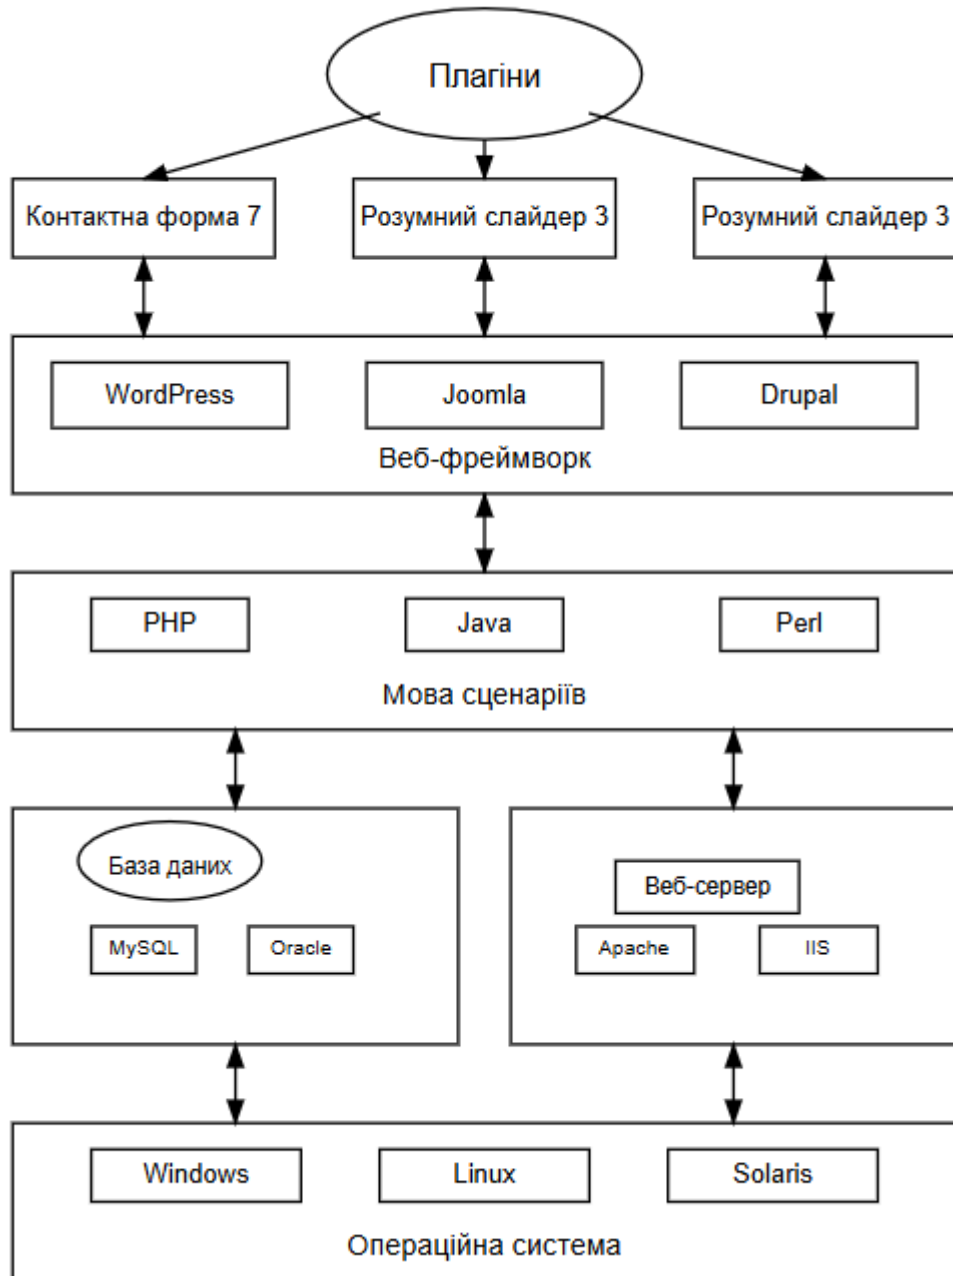 Плагіни
Контактна форма 7
Розумний слайдер 3
Розумний слайдер 3
WordPress
Joomla
Drupal
Веб-фреймворк
PHP
Java
Perl
Мова сценаріїв
База даних
MySQL
Oracle
Веб-сервер
Apache
IIS
Windows
Linux
Solaris
Операційна система